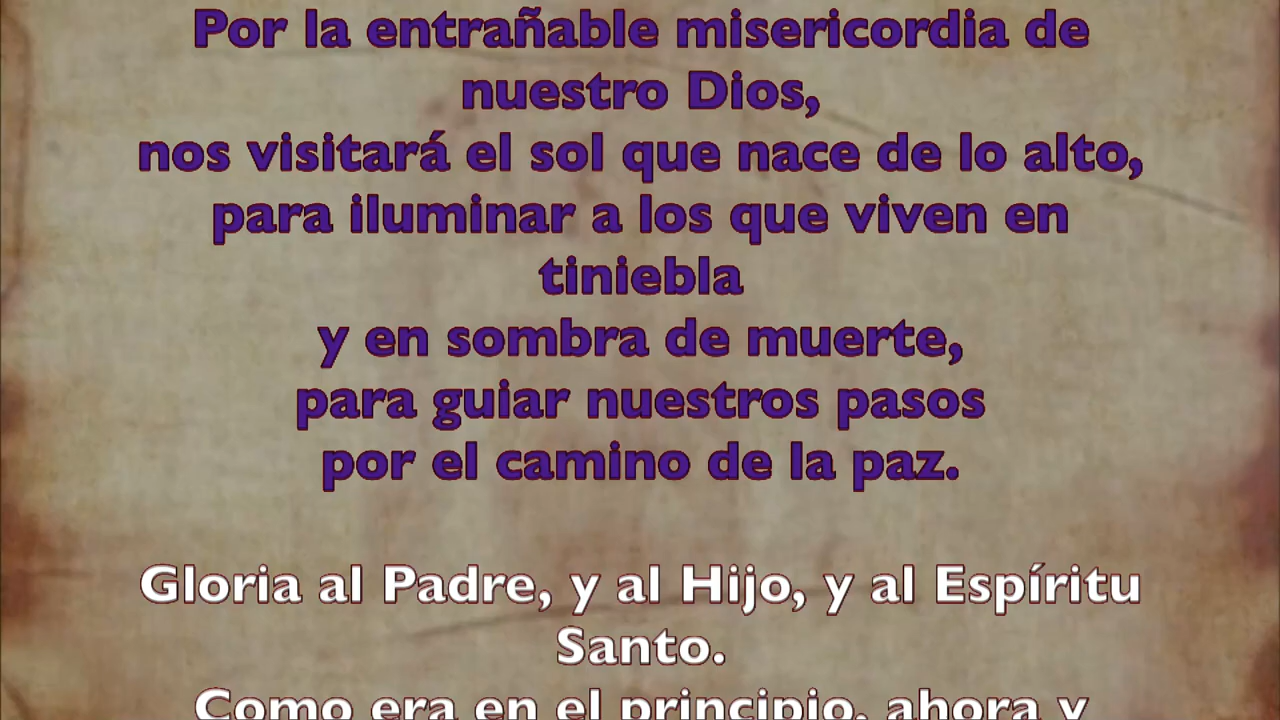 Por la entrañable misericordia de
nuestro Dios,
nos visitará el sol que nace de lo alto,
para iluminar a los que viven en
tiniebla
y en sombra de muerte,
para guiar nuestros pasos
por el camino de la paz.
Gloria al Padre, y al Hijo, y al Espíritu
Santo.
Como era en el principio, ahora y